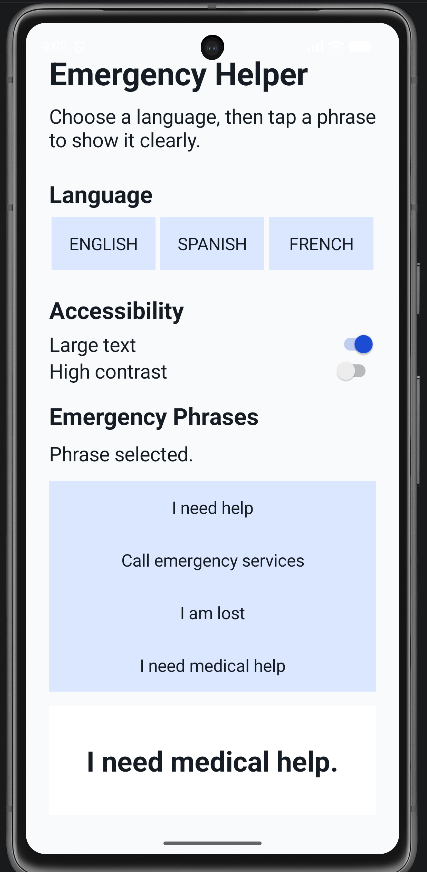 Emergency Helper
Choose a language, then tap a phrase
to show it clearly.
Language
ENGLISH SPANISH FRENCH
Accessibility
Large text
High contrast
Emergency Phrases
Phrase selected.
I need help
Call emergency services
I am lost
I need medical help
I need medical help.